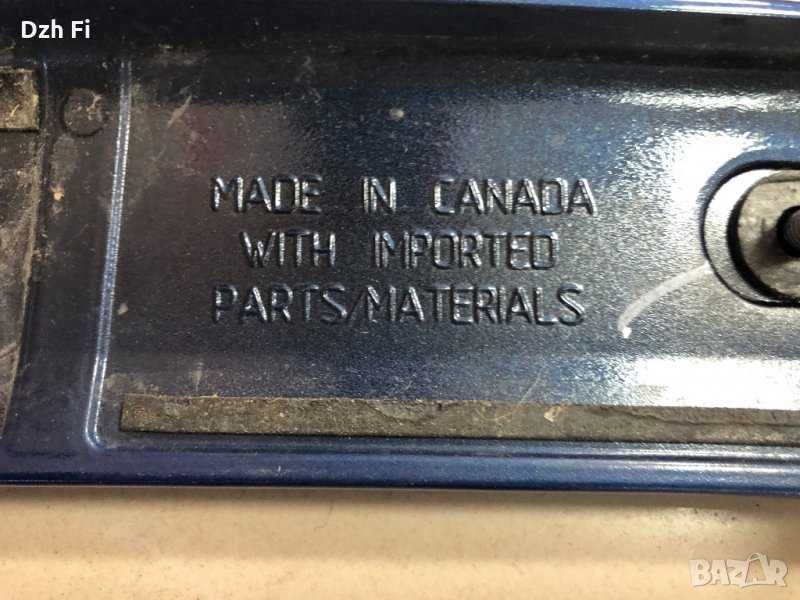 Dzh Fi
MADE IN CANADA
WITH IMPORTED
PARTS/MATERIALS
BAZAR